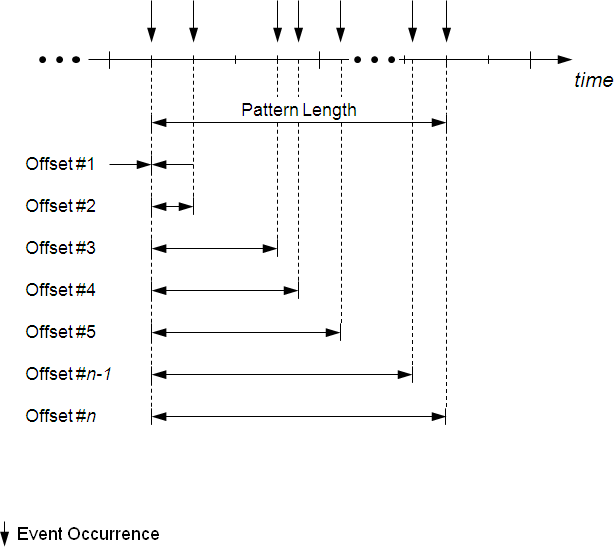 time
Pattern Length
Offset #1
Offset #2
Offset #3
Offset #4
Offset #5
Offset #n-1
Offset #n
Event Occurrence